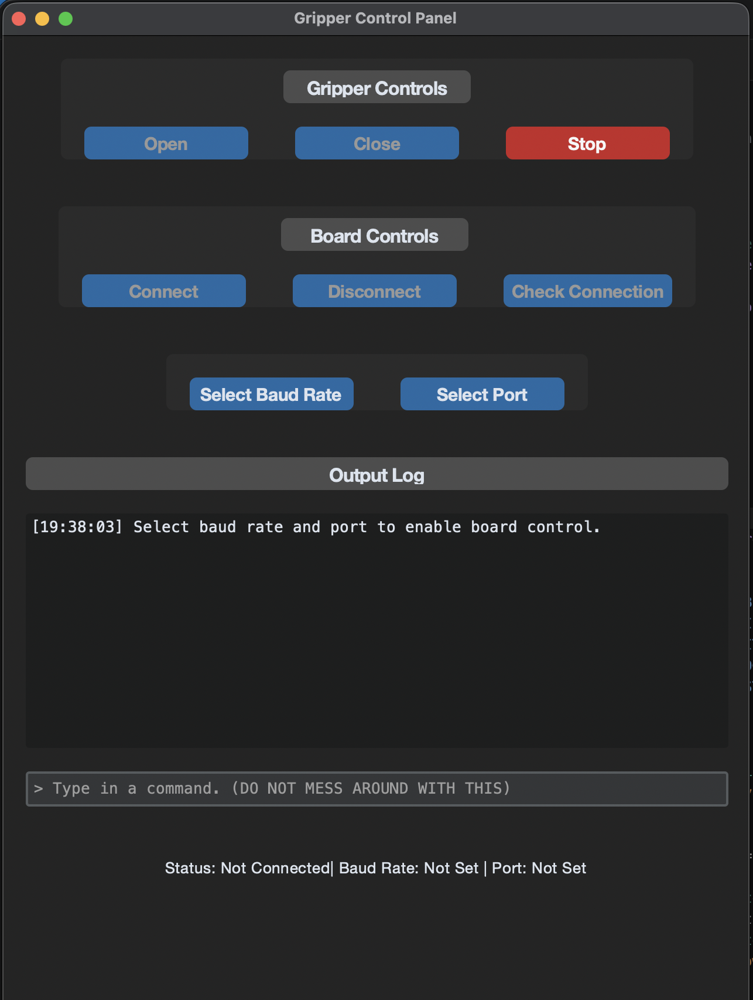 Gripper Control Panel
Gripper Controls
Open Close Stop
Board Controls
Connect Disconnect Check Connection
Select Baud Rate Select Port
Output Log
[19:38:03] Select baud rate and port to enable board control.
> Type in a command. (DO NOT MESS AROUND WITH THIS)
Status: Not Connected| Baud Rate: Not Set | Port: Not Set